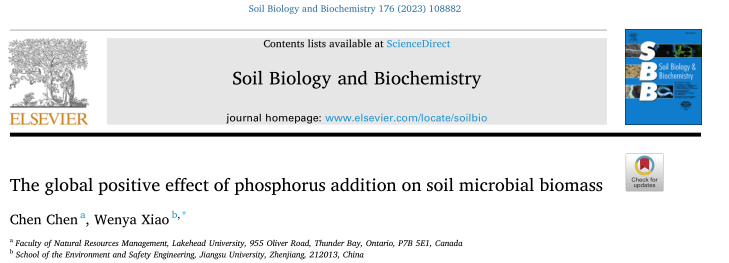 Soil Biology and Biochemistry 176 (2023) 108882
Contents lists available at ScienceDirect
Soil Biology and Biochemistry
journal homepage: www.elsevier.com/locate/soilbio
ELSEVIER
SBB
Soil Biology &
Biochemistry
Check for
updates
The global positive effect of phosphorus addition on soil microbial biomass
Chen Chen a, Wenya Xiao b,*
a Faculty of Natural Resources Management, Lakehead University, 955 Oliver Road, Thunder Bay, Ontario, P7B 5E1, Canada
b School of the Environment and Safety Engineering, Jiangsu University, Zhenjiang, 212013, China